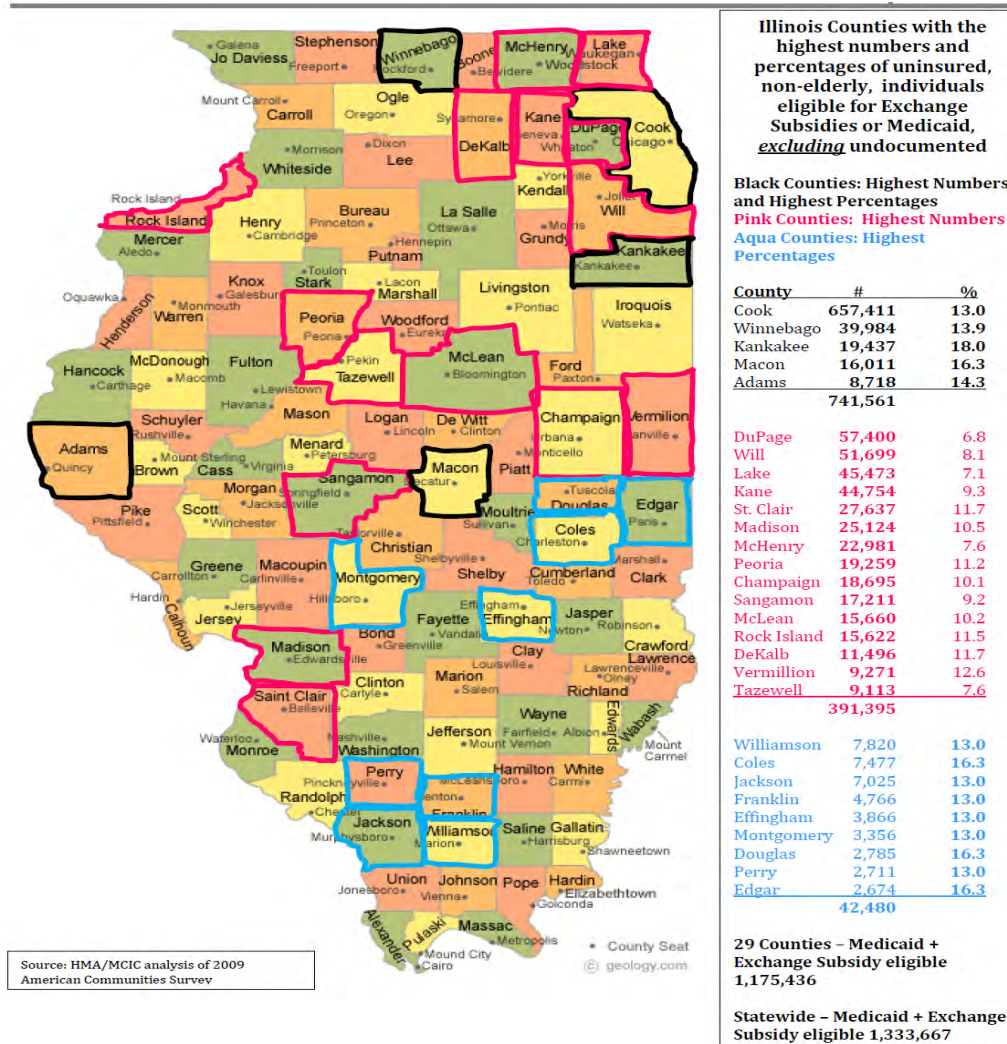 Illinois Counties with the
highest numbers and
percentages of uninsured,
non-elderly, individuals
eligible for Exchange
Subsidies or Medicaid,
excluding undocumented
Black Counties: Highest Numbers
and Highest Percentages
Pink Counties: Highest Numbers
Aqua Counties: Highest
Percentages
County # %
Cook 657,411 13.0
Winnebago 39,984 13.9
Kankakee 19,437 18.0
Macon 16,011 16.3
Adams 8,718 14.3
741,561
DuPage 57,400 6.8
Will 51,699 8.1
Lake 45,473 7.1
Kane 44,754 9.3
St. Clair 27,637 11.7
Madison 25,124 10.5
McHenry 22,981 7.6
Peoria 19,259 11.2
Champaign 18,695 10.1
Sangamon 17,211 9.2
McLean 15,660 10.2
Rock Island 15,622 11.5
DeKalb 11,496 11.7
Vermillion 9,271 12.6
Tazewell 9,113 7.6
391,395
Williamson 7,820 13.0
Coles 7,477 16.3
Jackson 7,025 13.0
Franklin 4,766 13.0
Effingham 3,866 13.0
Montgomery 3,356 13.0
Douglas 2,785 16.3
Perry 2,711 13.0
Edgar 2,674 16.3
42,480
29 Counties – Medicaid +
Exchange Subsidy eligible
1,175,436
Statewide – Medicaid + Exchange
Subsidy eligible 1,333,667
Galena
Jo Daviess
Stephenson
Freeport
Winnebago
McHenry
Woodstock
Lake
Waukegan
Belvidere
Mount Carroll
Carroll
Ogle
Oregon
DeKalb
Kane
DuPage
Cook
Chicago
Morrison
Whiteside
Dixon
Lee
Kendall
Will
Rock Island
Rock Island
Henry
Cambridge
Bureau
Princeton
La Salle
Ottawa
Grundy
Mercer
Aledo
Hennepin
Putnam
Kankakee
Kankakee
Toulon
Stark
Lacon
Marshall
Livingston
Pontiac
Iroquois
Watseka
Oquawka
Henderson
Monmouth
Warren
Knox
Peoria
Woodford
Pekin
Tazewell
McLean
Bloomington
Ford
Paxton
Hancock
Carthage
McDonough
Macomb
Fulton
Lewistown
Havana
Mason
Logan
Lincoln
De Witt
Clinton
Champaign
Vermilion
Schuyler
Rushville
Menard
Petersburg
Monticello
Piatt
Adams
Quincy
Mount Sterling
Brown
Cass
Virginia
Sangamon
Macon
Morgan
Jacksonville
Tuscola
Douglas
Edgar
Paris
Pike
Pittsfield
Scott
Winchester
Moultrie
Coles
Charleston
Christian
Shelbyville
Shelby
Cumberland
Toledo
Marshall
Clark
Greene
Carrollton
Macoupin
Carlinville
Montgomery
Hardin
Calhoun
Jersey
Jerseyville
Fayette
Effingham
Effingham
Jasper
Newton
Robinson
Crawford
Madison
Bond
Greenville
Clay
Louisville
Lawrence
Lawrenceville
Olney
Richland
Saint Clair
Belleville
Clinton
Carlyle
Marion
Salem
Wayne
Fairfield
Albion
Edwards
Wabash
Mount
Carmel
Waterloo
Monroe
Nashville
Washington
Jefferson
Mount Vernon
Perry
Pinckneyville
Randolph
Hamilton
White
Carmi
Franklin
Jackson
Murphysboro
Williamson
Marion
Saline
Harrisburg
Gallatin
Shawneetown
Union
Jonesboro
Johnson
Vienna
Pope
Golconda
Hardin
Elizabethtown
Alexander
Pulaski
Massac
Metropolis
Mound City
Cairo
County Seat
© geology.com
Source: HMA/MCIC analysis of 2009
American Communities Survey